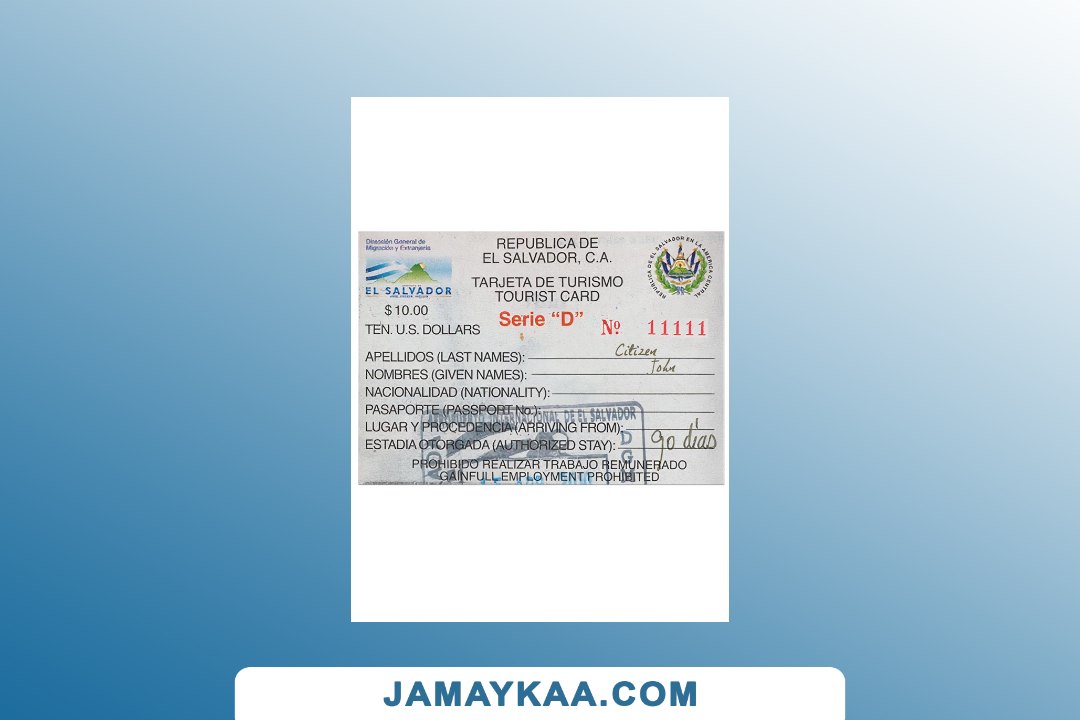 Dirección General de
Migración y Extranjería
REPUBLICA DE
EL SALVADOR, C.A.
REPUBLICA DE EL SALVADOR EN LA AMERICA CENTRAL
EL SALVADOR
TARJETA DE TURISMO
TOURIST CARD
$10.00
TEN. U.S. DOLLARS
Serie “D”
Nº 11111
APELLIDOS (LAST NAMES): Citizen
NOMBRES (GIVEN NAMES): John
NACIONALIDAD (NATIONALITY):
PASAPORTE (PASSPORT No.):
AEROPUERTO INTERNACIONAL DE EL SALVADOR
LUGAR Y PROCEDENCIA (ARRIVING FROM):
ESTADIA OTORGADA (AUTHORIZED STAY): 90 días
PROHIBIDO REALIZAR TRABAJO REMUNERADO
GAINFULL EMPLOYMENT PROHIBITED
JAMAYKAA.COM